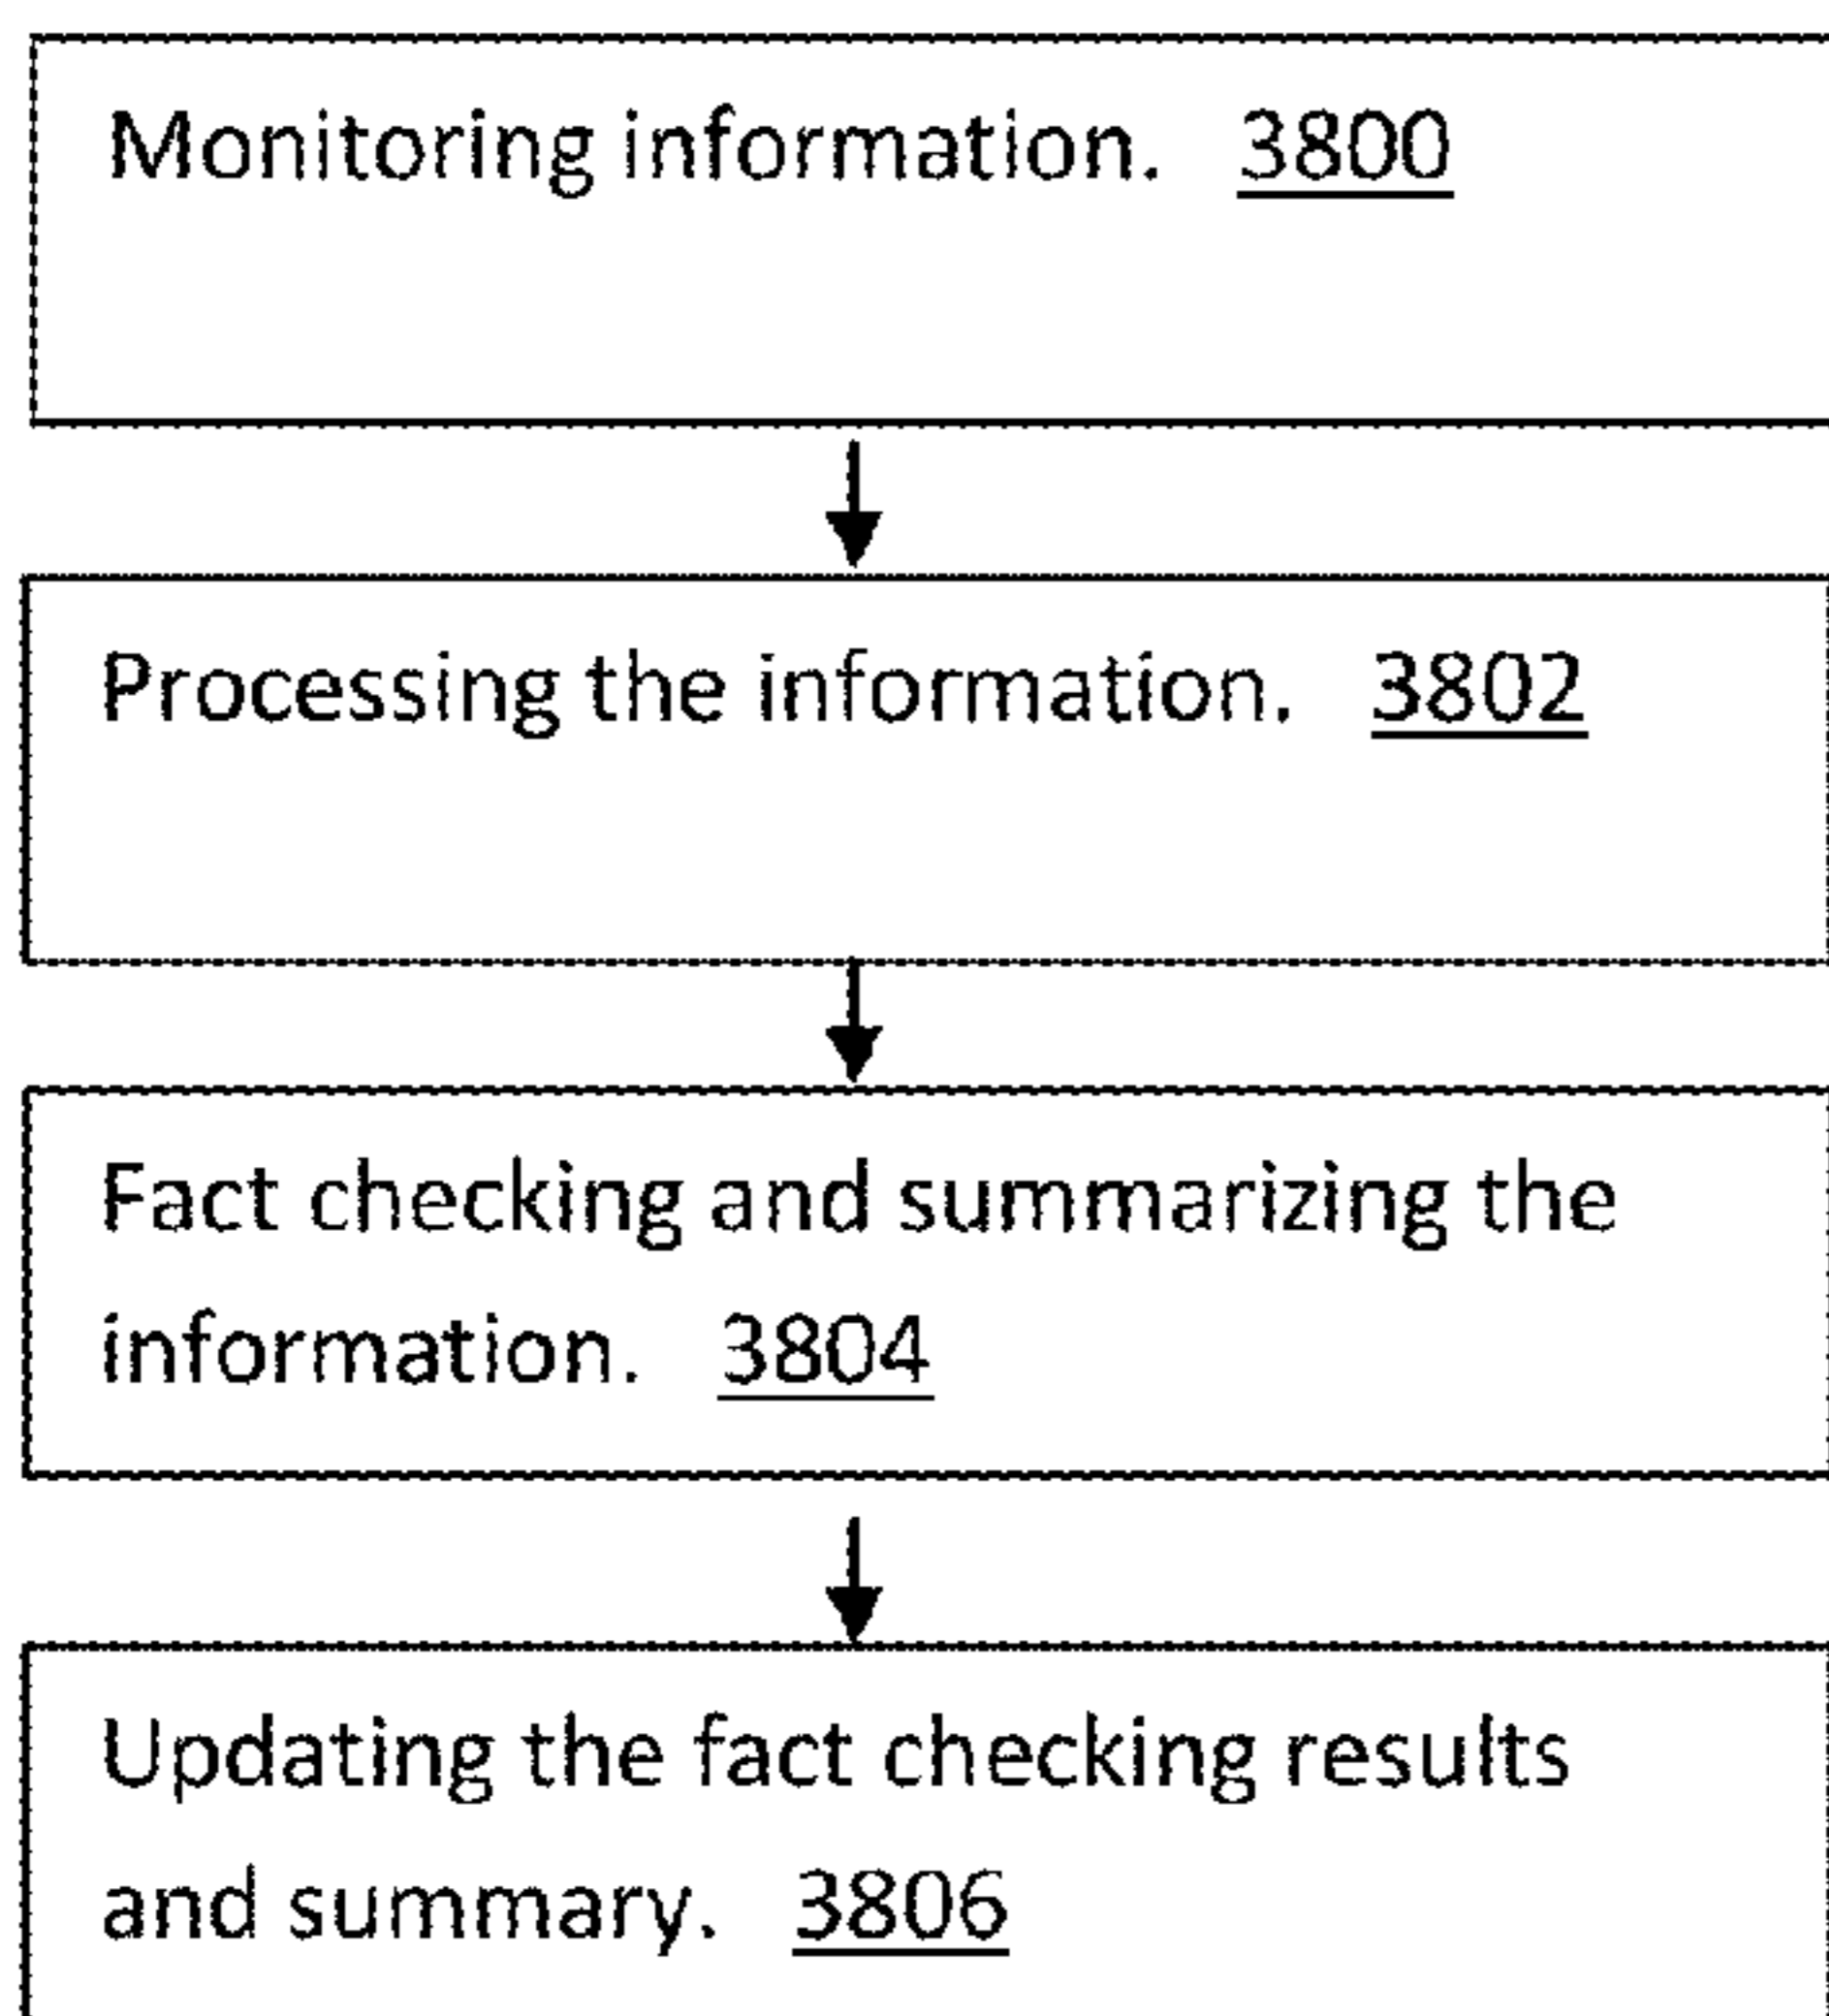 Monitoring information. 3800
Processing the information. 3802
Fact checking and summarizing the
information. 3804
Updating the fact checking results
and summary. 3806